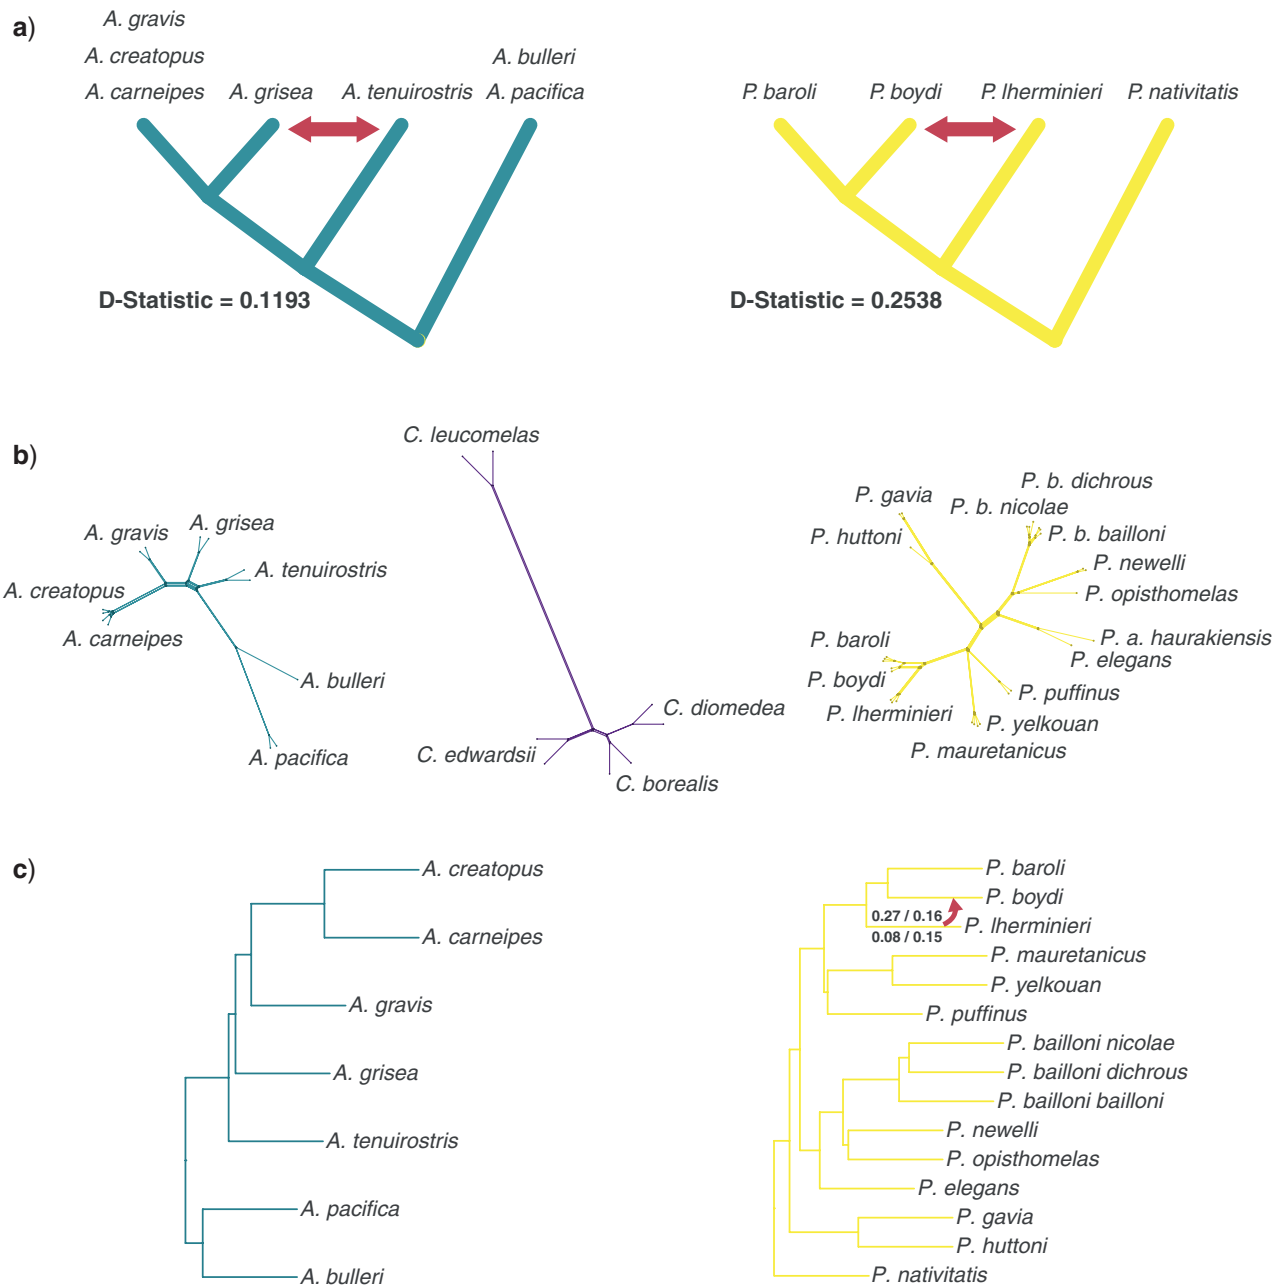 a)
A. gravis
A. creatopus
A. bulleri
A. carneipes A. grisea A. tenuirostris A. pacifica
P. baroli P. boydi P. lherminieri P. nativitatis
D-Statistic = 0.1193
D-Statistic = 0.2538
b)
A. gravis
A. grisea
A. creatopus
A. tenuirostris
A. carneipes
A. bulleri
A. pacifica
C. leucomelas
C. diomedea
C. edwardsii
C. borealis
P. b. dichrous
P. gavia
P. b. nicolae
P. huttoni
P. b. bailloni
P. newelli
P. opisthomelas
P. baroli
P. a. haurakiensis
P. elegans
P. boydi
P. puffinus
P. lherminieri
P. yelkouan
P. mauretanicus
c)
A. creatopus
A. carneipes
A. gravis
A. grisea
A. tenuirostris
A. pacifica
A. bulleri
P. baroli
P. boydi
0.27 / 0.16
P. lherminieri
0.08 / 0.15
P. mauretanicus
P. yelkouan
P. puffinus
P. bailloni nicolae
P. bailloni dichrous
P. bailloni bailloni
P. newelli
P. opisthomelas
P. elegans
P. gavia
P. huttoni
P. nativitatis